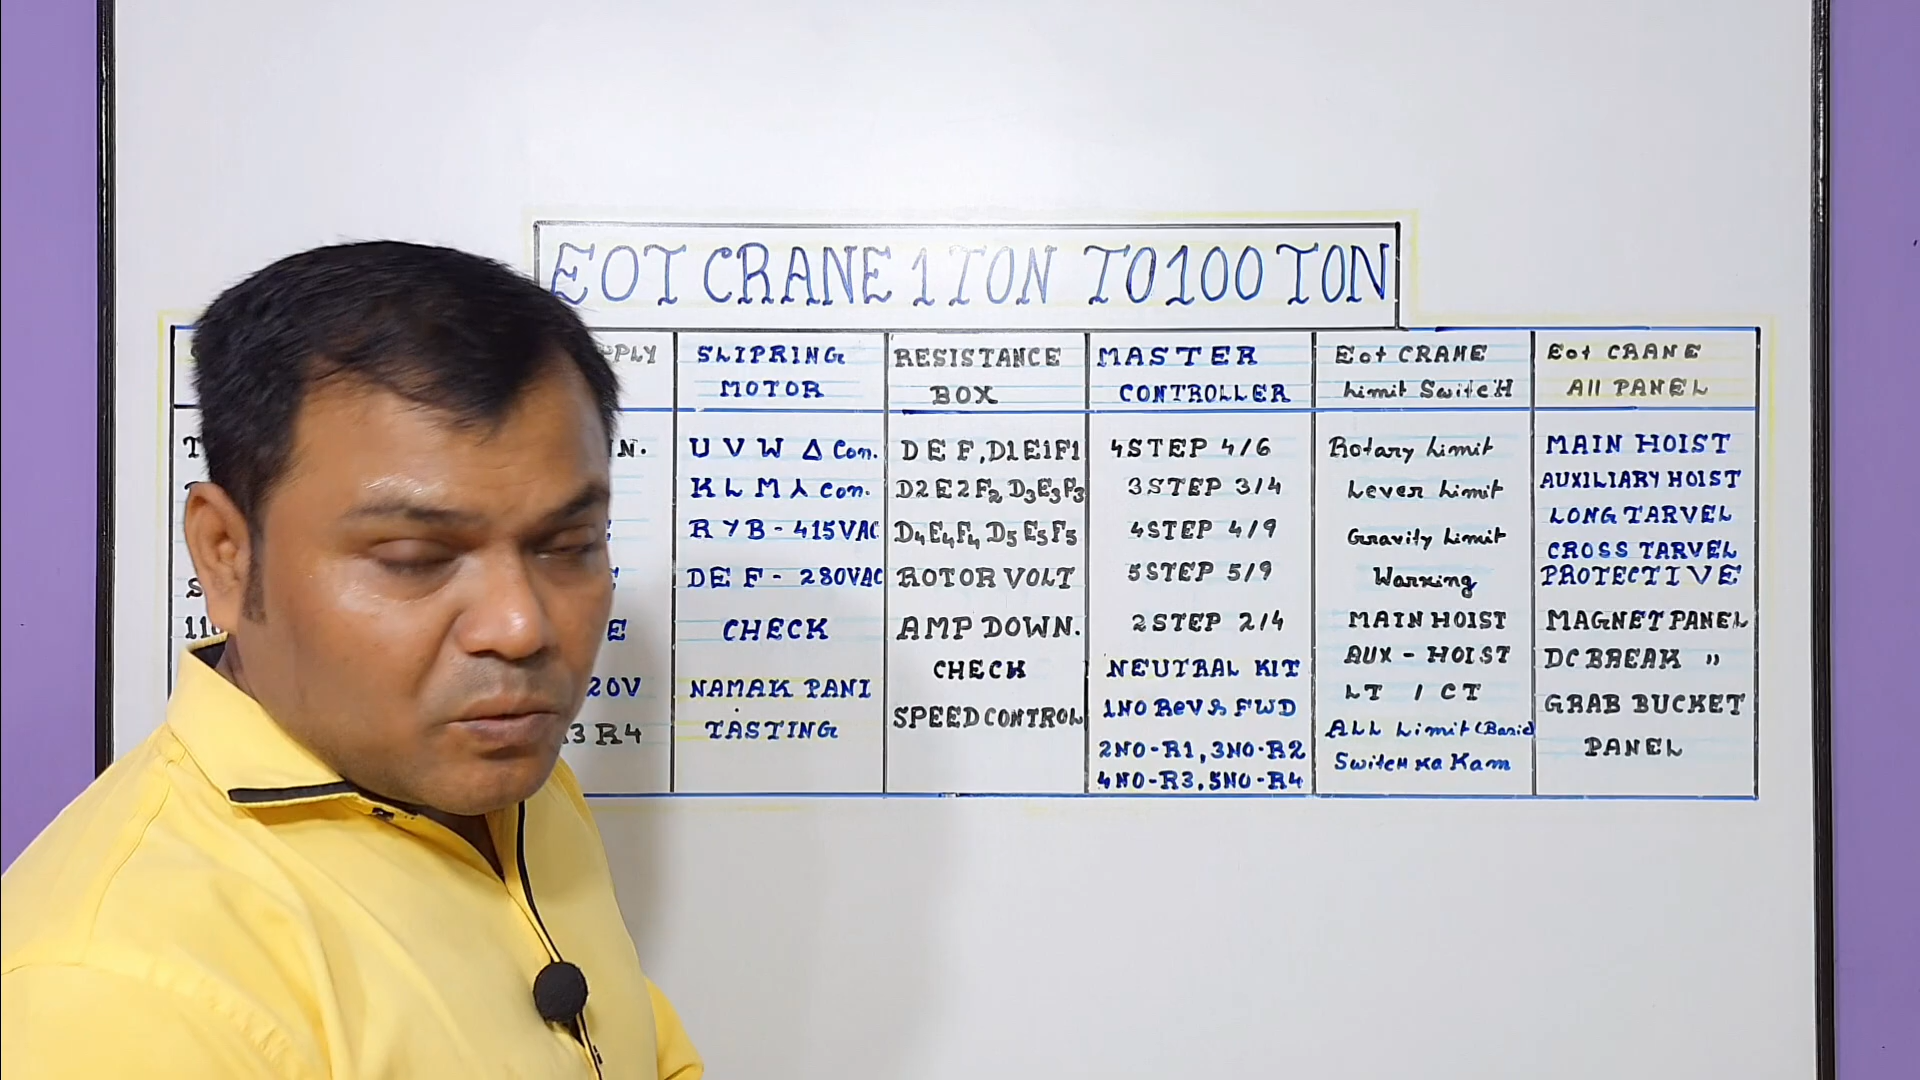 EOT CRANE 1 TON TO 100 TON
SLIPRING
MOTOR
U V W Δ Con.
K L M ⅄ Con.
R Y B - 415VAC
DEF - 280VAC
CHECK
NAMAK PANI
TASTING
RESISTANCE
BOX
DEF, D1E1F1
D2E2F2 D3E3F3
D4E4F4 D5E5F5
ROTOR VOLT
AMP DOWN.
CHECK
SPEED CONTROL
MASTER
CONTROLLER
4STEP 4/6
3STEP 3/4
4STEP 4/9
5STEP 5/9
2STEP 2/4
NEUTRAL KIT
1NO Rev & FWD
2NO-R1, 3NO-R2
4NO-R3, 5NO-R4
Eot CRANE
Limit SwitcH
Rotary Limit
Lever Limit
Gravity Limit
Warning
MAIN HOIST
AUX - HOIST
LT / CT
ALL Limit (Basic)
SwitcH Ka Kam
Eot CRANE
All PANEL
MAIN HOIST
AUXILIARY HOIST
LONG TARVEL
CROSS TARVEL
PROTECTIVE
MAGNET PANEL
DC BREAK "
GRAB BUCKET
PANEL